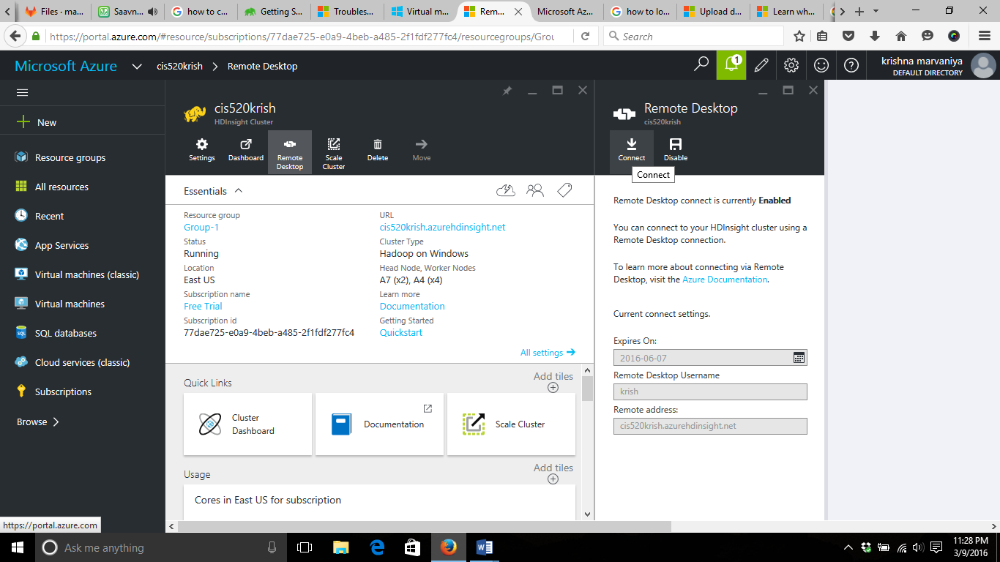 Files - ma...
Saavn...
how to c...
Getting S...
Troubles...
Virtual m...
Rem...
Microsoft Az...
how to lo...
Upload d...
Learn wh...
https://portal.azure.com/#resource/subscriptions/77dae725-e0a9-4beb-a485-2f1fdf277fc4/resourcegroups/Grou
Search
Microsoft Azure
cis520krish
Remote Desktop
1
krishna marvaniya
DEFAULT DIRECTORY
New
Resource groups
All resources
Recent
App Services
Virtual machines (classic)
Virtual machines
SQL databases
Cloud services (classic)
Subscriptions
Browse
https://portal.azure.com
cis520krish
HDInsight Cluster
Settings
Dashboard
Remote
Desktop
Scale
Cluster
Delete
Move
Essentials
Resource group
Group-1
Status
Running
Location
East US
Subscription name
Free Trial
Subscription id
77dae725-e0a9-4beb-a485-2f1fdf277fc4
URL
cis520krish.azurehdinsight.net
Cluster Type
Hadoop on Windows
Head Node, Worker Nodes
A7 (x2), A4 (x4)
Learn more
Documentation
Getting Started
Quickstart
All settings
Quick Links
Add tiles
Cluster
Dashboard
Documentation
Scale Cluster
Usage
Add tiles
Cores in East US for subscription
Remote Desktop
cis520krish
Connect
Disable
Connect
Remote Desktop connect is currently Enabled
You can connect to your HDInsight cluster using a
Remote Desktop connection.
To learn more about connecting via Remote
Desktop, visit the Azure Documentation.
Current connect settings.
Expires On:
2016-06-07
Remote Desktop Username
krish
Remote address:
cis520krish.azurehdinsight.net
Ask me anything
11:28 PM
3/9/2016